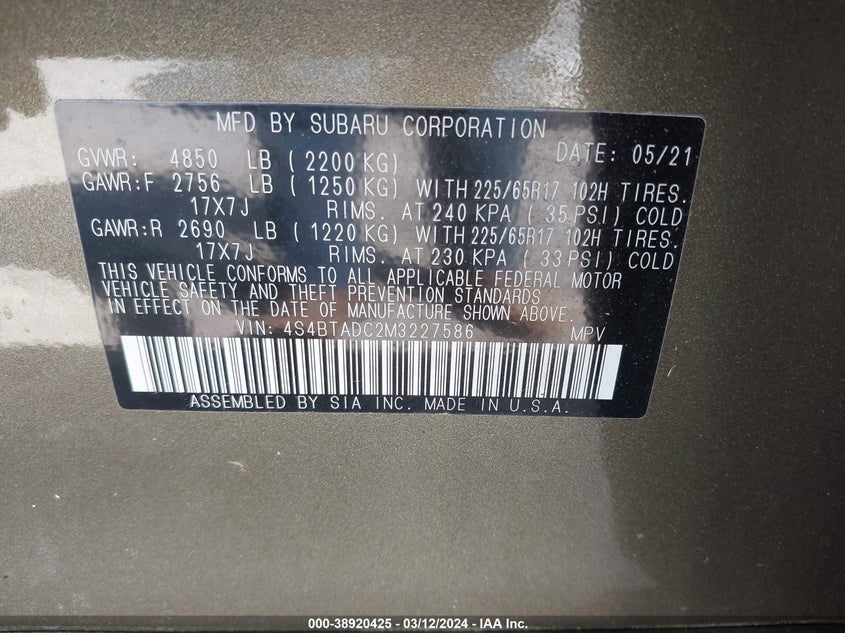 MFD BY SUBARU CORPORATION
GVWR: 4850 LB (2200 KG) DATE: 05/21
GAWR:F 2756 LB (1250 KG) WITH 225/65R17 102H TIRES.
17X7J RIMS. AT 240 KPA ( 35 PSI) COLD
GAWR:R 2690 LB (1220 KG) WITH 225/65R17 102H TIRES.
17X7J RIMS. AT 230 KPA ( 33 PSI) COLD
THIS VEHICLE CONFORMS TO ALL APPLICABLE FEDERAL MOTOR
VEHICLE SAFETY AND THEFT PREVENTION STANDARDS
IN EFFECT ON THE DATE OF MANUFACTURE SHOWN ABOVE.
VIN: 4S4BTADC2M3227586 MPV
ASSEMBLED BY SIA INC. MADE IN U.S.A.
000-38920425 - 03/12/2024 - IAA Inc.